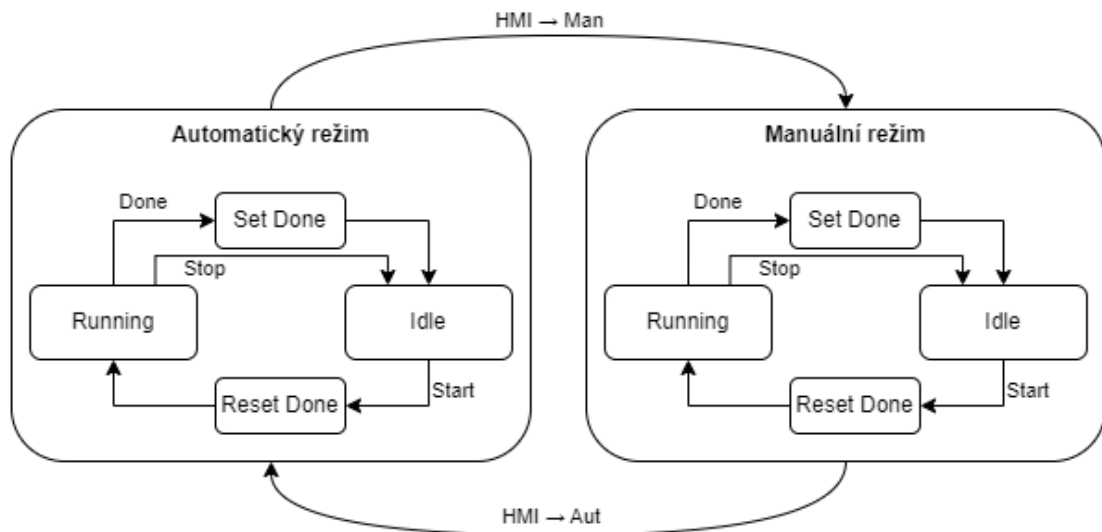 HMI → Man
Automatický režim
Done
Set Done
Stop
Running
Idle
Start
Reset Done
Manuální režim
Done
Set Done
Stop
Running
Idle
Start
Reset Done
HMI → Aut